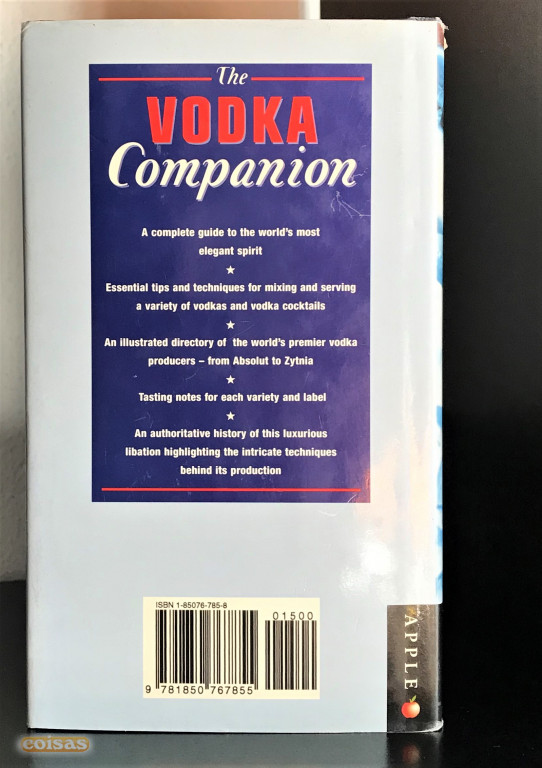 The
VODKA
Companion
A complete guide to the world's most
elegant spirit
Essential tips and techniques for mixing and serving
a variety of vodkas and vodka cocktails
An illustrated directory of the world's premier vodka
producers – from Absolut to Zytnia
Tasting notes for each variety and label
An authoritative history of this luxurious
libation highlighting the intricate techniques
behind its production
ISBN 1-85076-785-8
01500
9 781850 767855
APPLE
coisas